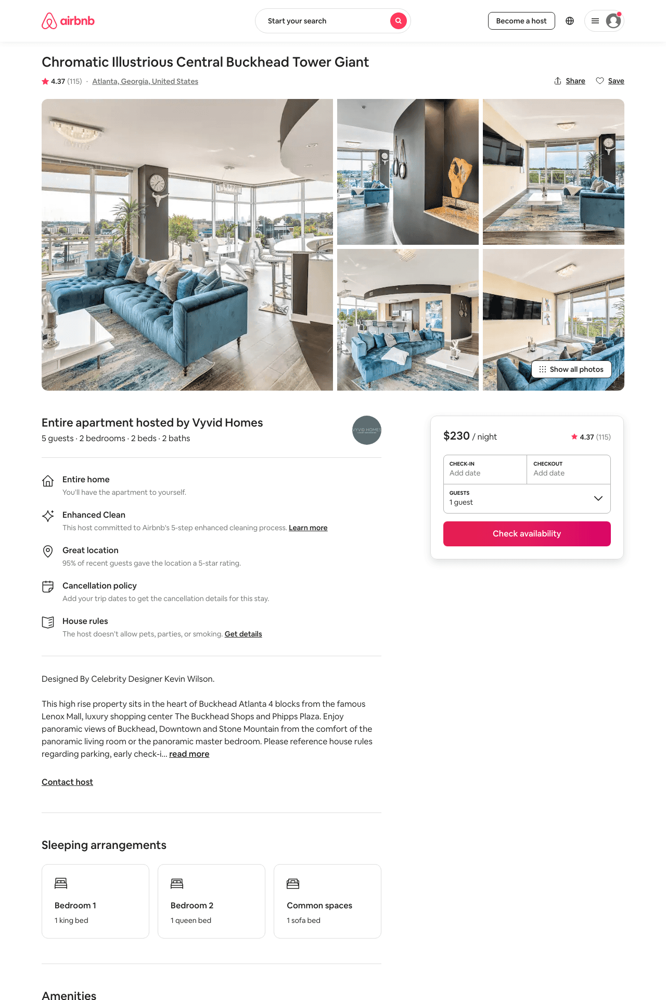 airbnb
Start your search
Become a host
Chromatic Illustrious Central Buckhead Tower Giant
4.37 (115) · Atlanta, Georgia, United States
Share
Save
Show all photos
Entire apartment hosted by Vyvid Homes
5 guests · 2 bedrooms · 2 beds · 2 baths
VYVID HOMES
Entire home
You'll have the apartment to yourself.
Enhanced Clean
This host committed to Airbnb's 5-step enhanced cleaning process. Learn more
Great location
95% of recent guests gave the location a 5-star rating.
Cancellation policy
Add your trip dates to get the cancellation details for this stay.
House rules
The host doesn't allow pets, parties, or smoking. Get details
$230 / night
4.37 (115)
CHECK-IN
Add date
CHECKOUT
Add date
GUESTS
1 guest
Check availability
Designed By Celebrity Designer Kevin Wilson.
This high rise property sits in the heart of Buckhead Atlanta 4 blocks from the famous
Lenox Mall, luxury shopping center The Buckhead Shops and Phipps Plaza. Enjoy
panoramic views of Buckhead, Downtown and Stone Mountain from the comfort of the
panoramic living room or the panoramic master bedroom. Please reference house rules
regarding parking, early check-i... read more
Contact host
Sleeping arrangements
Bedroom 1
1 king bed
Bedroom 2
1 queen bed
Common spaces
1 sofa bed
Amenities